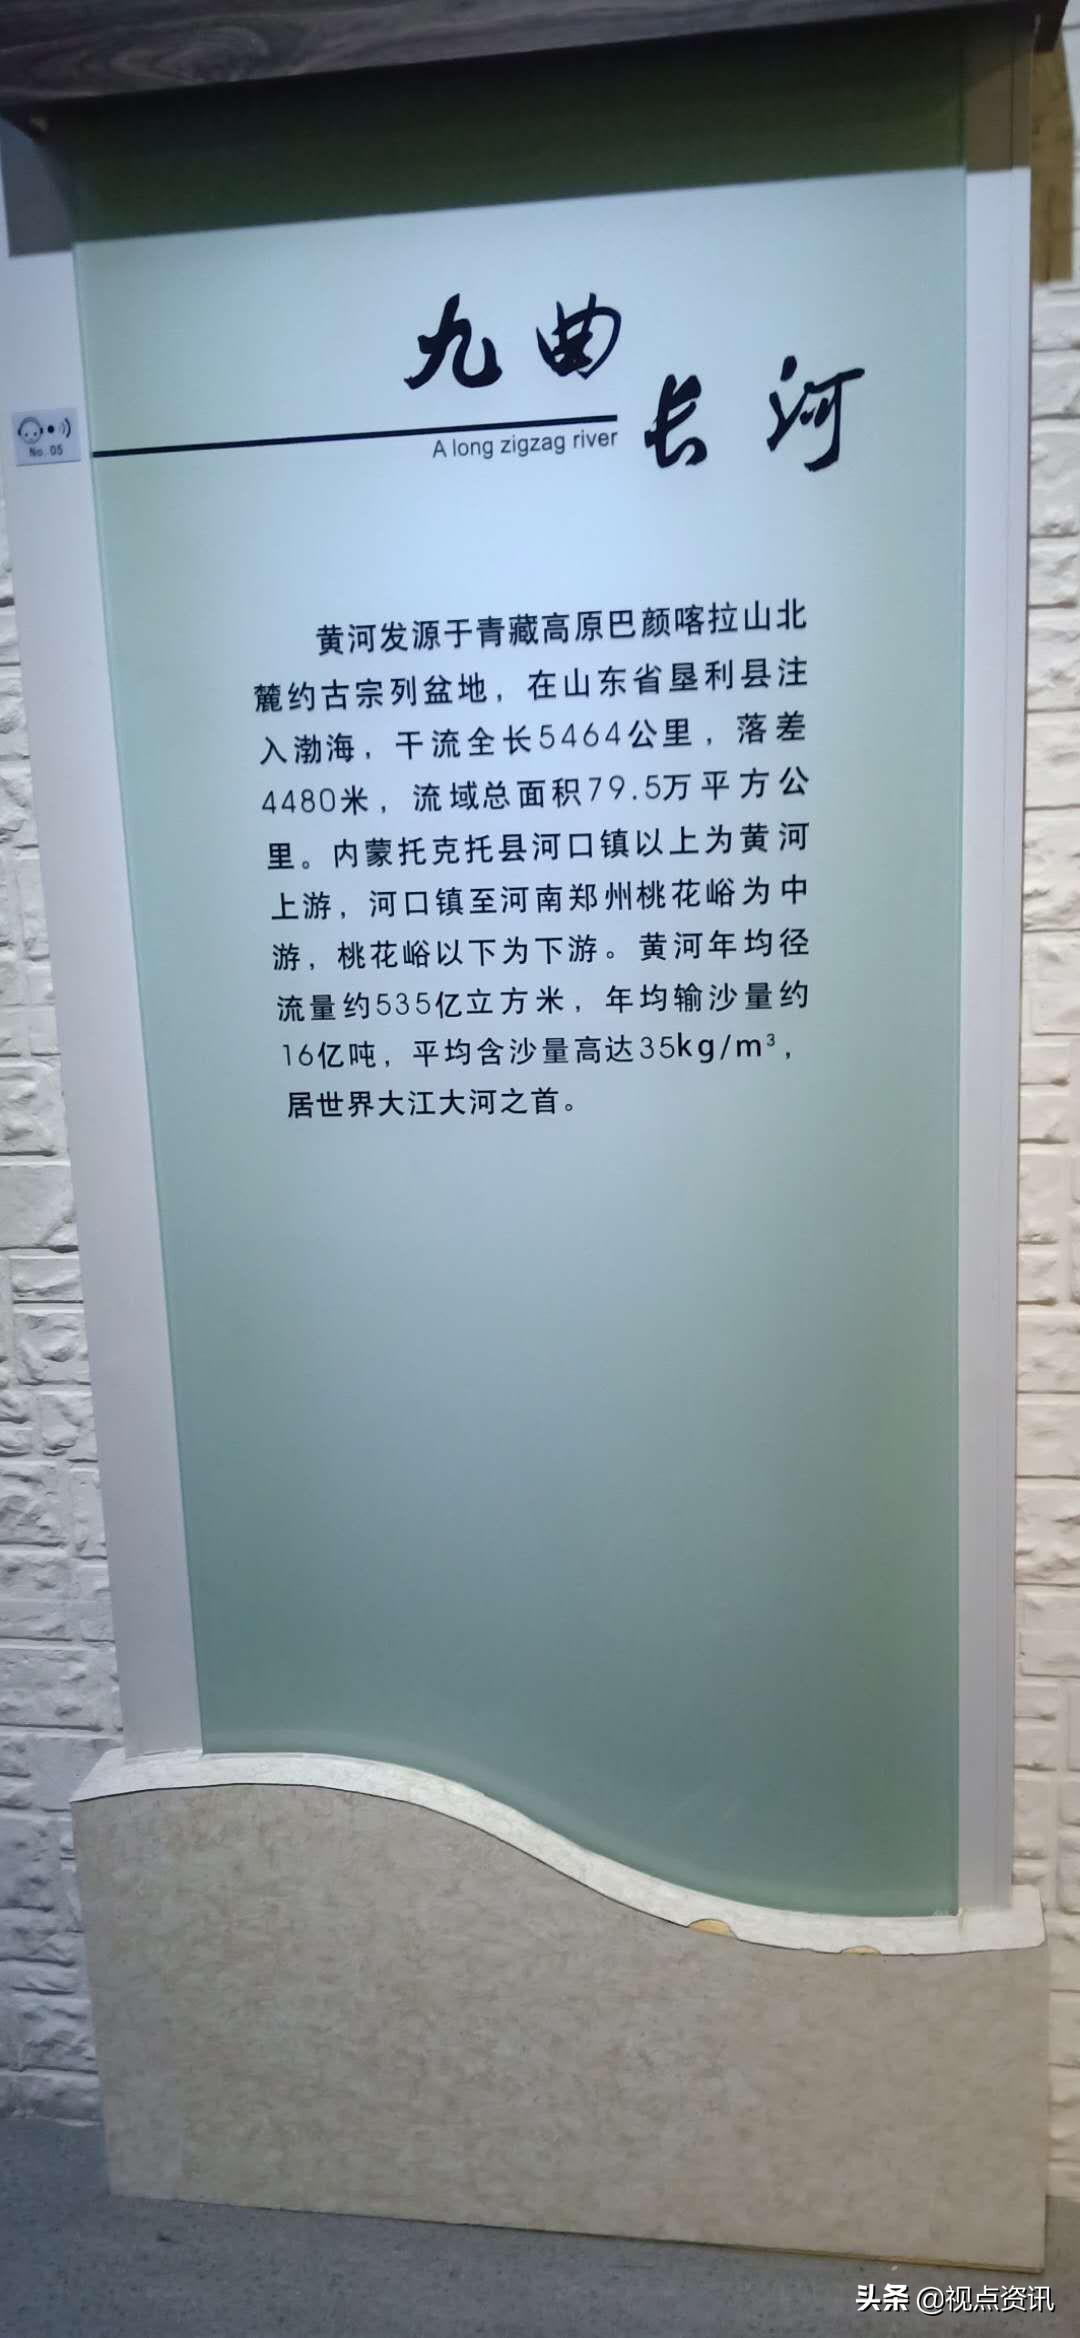 九曲
长河
A long zigzag river
No. 05
黄河发源于青藏高原巴颜喀拉山北
麓约古宗列盆地，在山东省垦利县注
入渤海，干流全长5464公里，落差
4480米，流域总面积79.5万平方公
里。内蒙托克托县河口镇以上为黄河
上游，河口镇至河南郑州桃花峪为中
游，桃花峪以下为下游。黄河年均径
流量约535亿立方米，年均输沙量约
16亿吨，平均含沙量高达35kg/m³，
居世界大江大河之首。
头条 @视点资讯